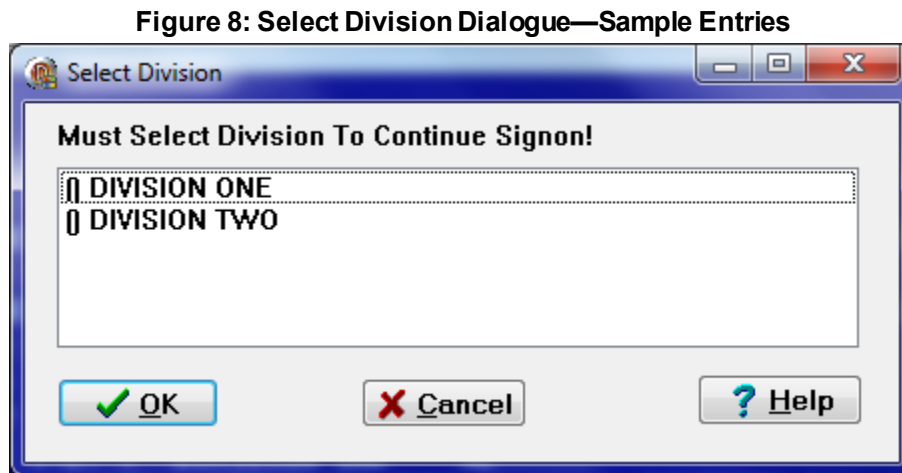 Figure 8: Select Division Dialogue—Sample Entries
Select Division
Must Select Division To Continue Signon!
[] DIVISION ONE
[] DIVISION TWO
OK
Cancel
Help